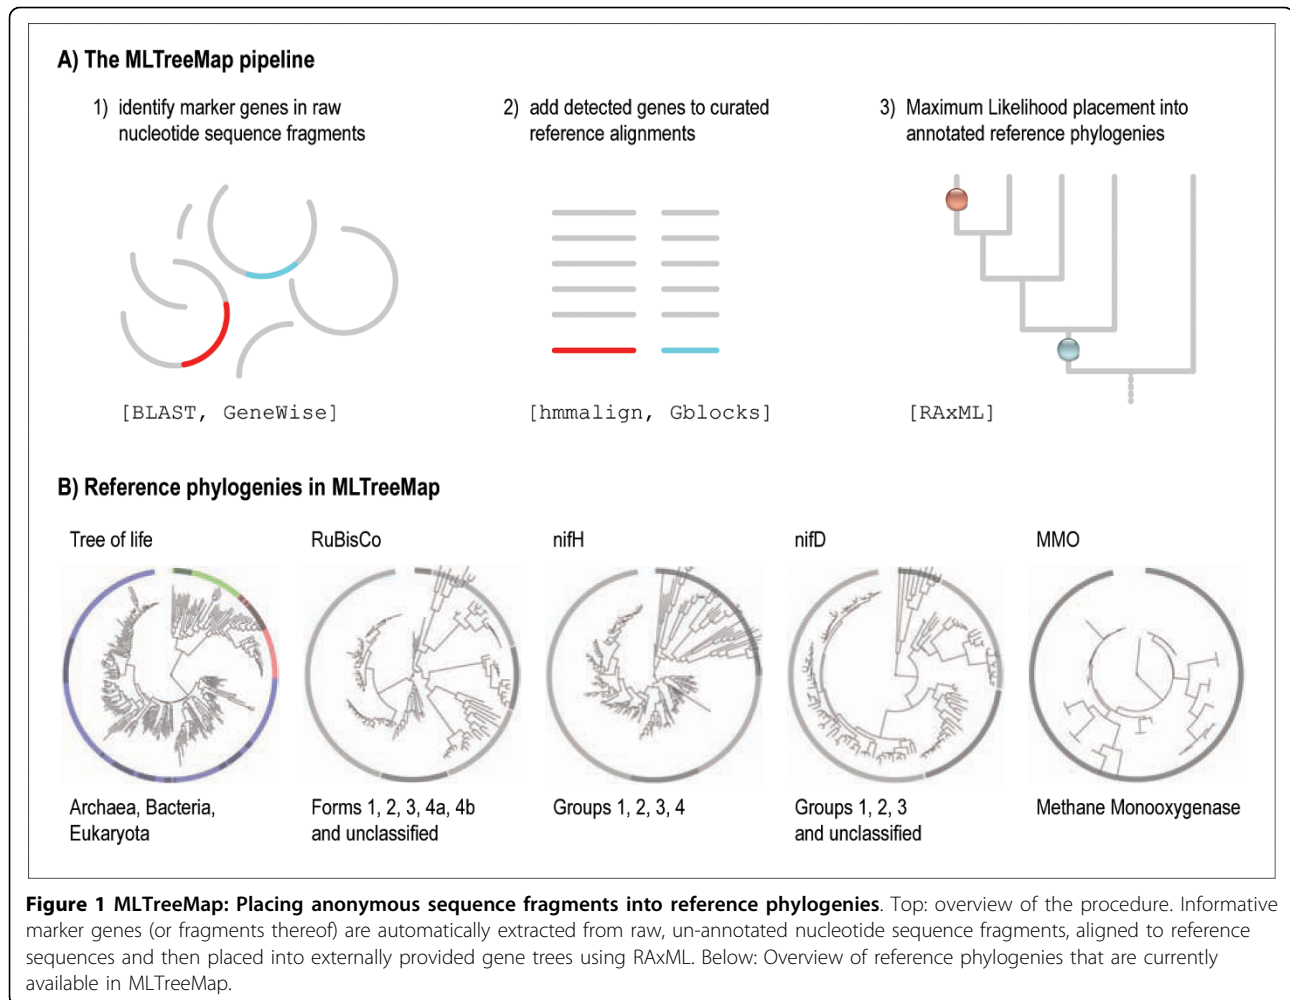 A) The MLTreeMap pipeline
1) identify marker genes in raw
nucleotide sequence fragments
2) add detected genes to curated
reference alignments
3) Maximum Likelihood placement into
annotated reference phylogenies
[BLAST, GeneWise]
[hmmalign, Gblocks]
[RAxML]
B) Reference phylogenies in MLTreeMap
Tree of life
RuBisCo
nifH
nifD
MMO
Archaea, Bacteria,
Eukaryota
Forms 1, 2, 3, 4a, 4b
and unclassified
Groups 1, 2, 3, 4
Groups 1, 2, 3
and unclassified
Methane Monooxygenase
Figure 1 MLTreeMap: Placing anonymous sequence fragments into reference phylogenies. Top: overview of the procedure. Informative
marker genes (or fragments thereof) are automatically extracted from raw, un-annotated nucleotide sequence fragments, aligned to reference
sequences and then placed into externally provided gene trees using RAxML. Below: Overview of reference phylogenies that are currently
available in MLTreeMap.